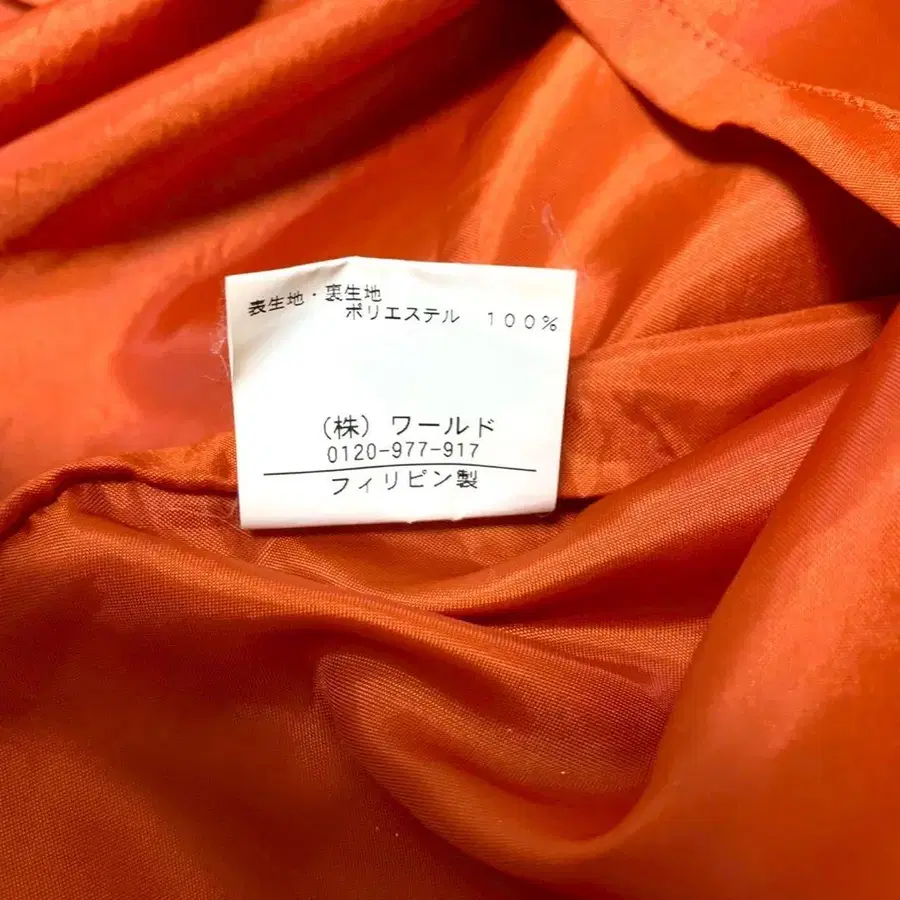 表生地・裏生地
ポリエステル １００％
（株）ワールド
0120-977-917
フィリピン製